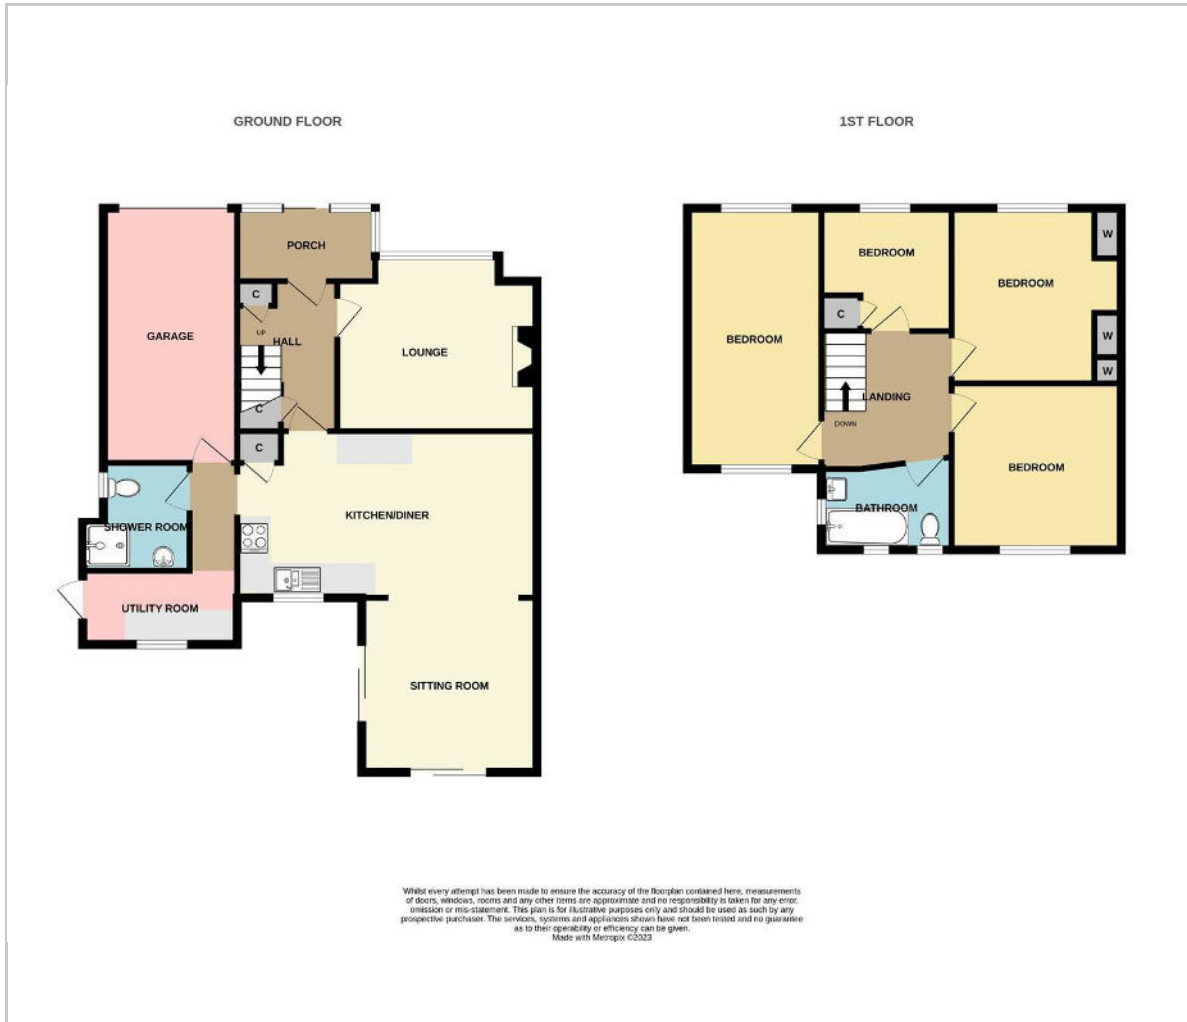 GROUND FLOOR
1ST FLOOR
PORCH
C
UP
HALL
GARAGE
LOUNGE
C
C
KITCHEN/DINER
SHOWER ROOM
UTILITY ROOM
SITTING ROOM
W
BEDROOM
BEDROOM
C
BEDROOM
W
W
LANDING
DOWN
BEDROOM
BATHROOM
Whilst every attempt has been made to ensure the accuracy of the floorplan contained here, measurements
of doors, windows, rooms and any other items are approximate and no responsibility is taken for any error,
omission or mis-statement. This plan is for illustrative purposes only and should be used as such by any
prospective purchaser. The services, systems and appliances shown have not been tested and no guarantee
as to their operability or efficiency can be given.
Made with Metropix ©2023